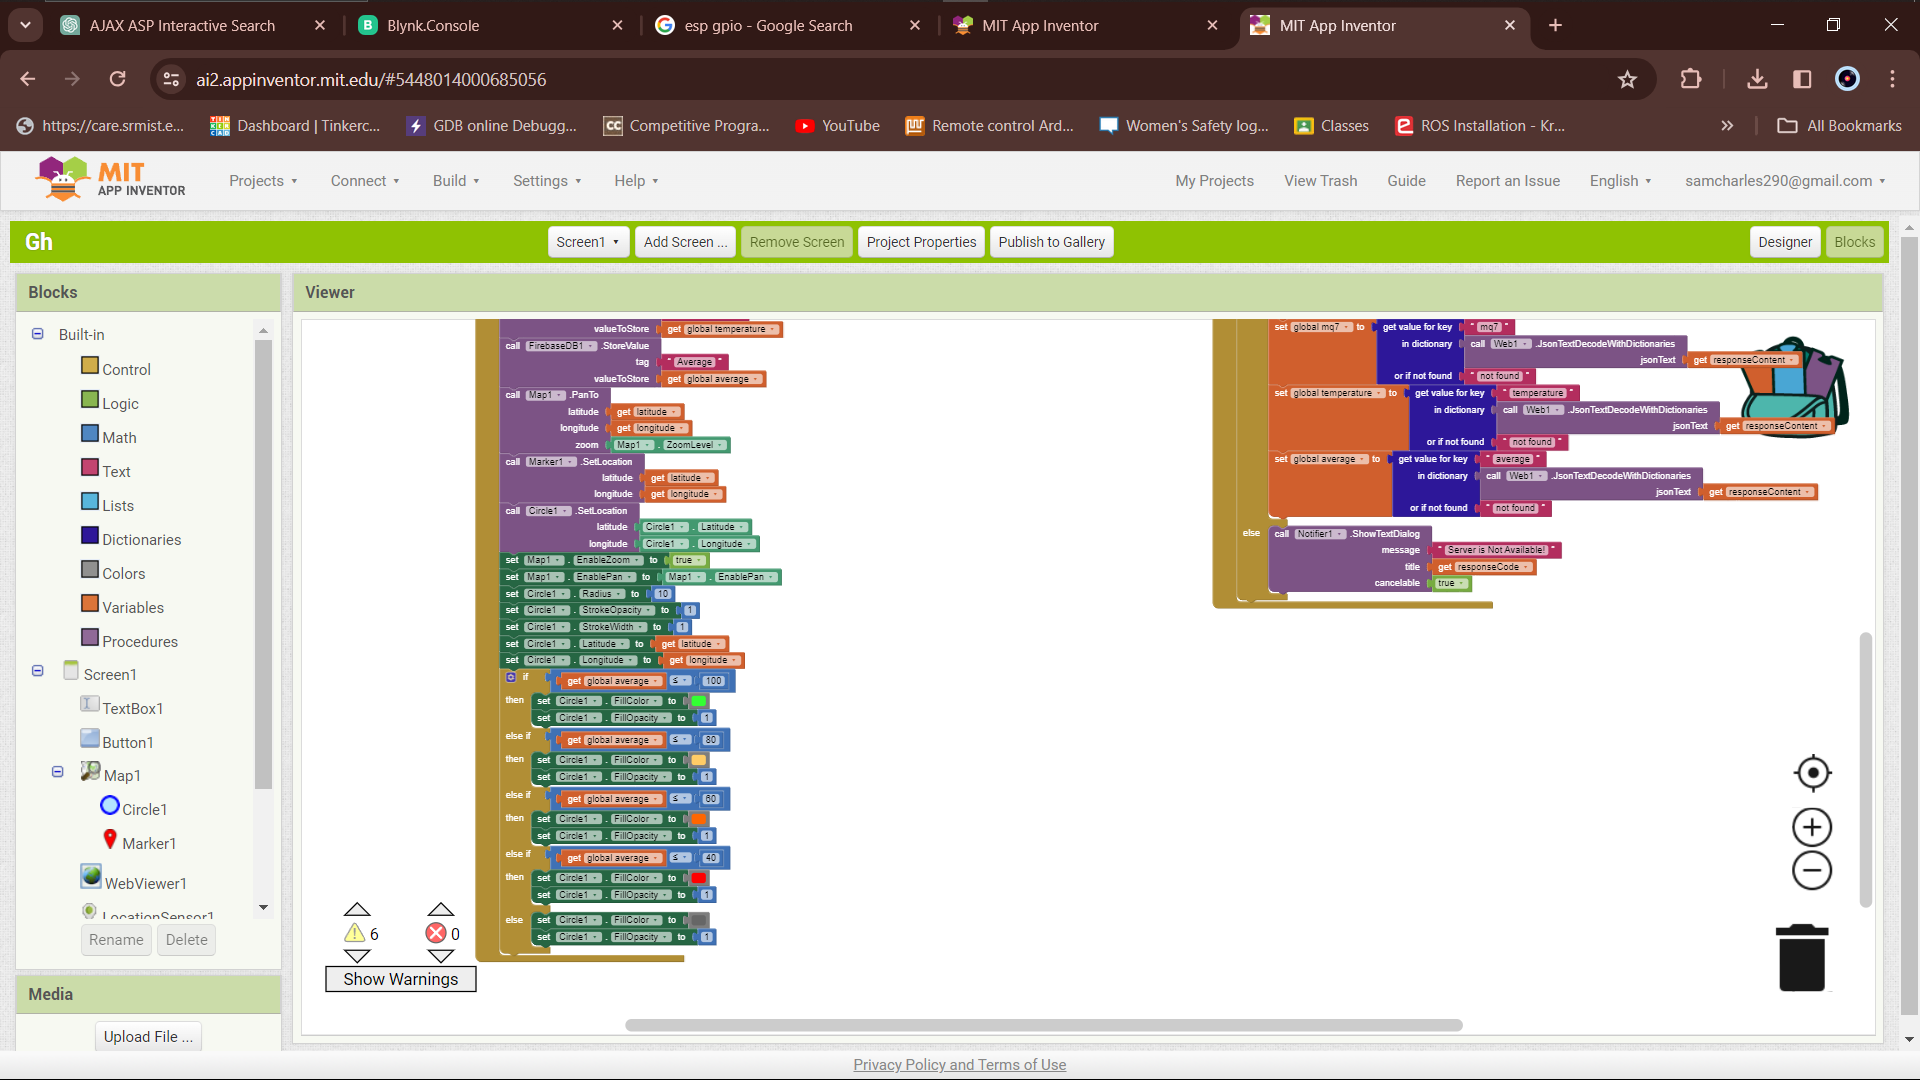 AJAX ASP Interactive Search
Blynk.Console
esp gpio - Google Search
MIT App Inventor
MIT App Inventor
ai2.appinventor.mit.edu/#5448014000685056
https://care.srmist.e...
Dashboard | Tinkerc...
GDB online Debugg...
Competitive Progra...
YouTube
Remote control Ard...
Women's Safety log...
Classes
ROS Installation - Kr...
All Bookmarks
MIT
APP INVENTOR
Projects
Connect
Build
Settings
Help
My Projects
View Trash
Guide
Report an Issue
English
samcharles290@gmail.com
Gh
Screen1
Add Screen ...
Remove Screen
Project Properties
Publish to Gallery
Designer
Blocks
Blocks
Built-in
Control
Logic
Math
Text
Lists
Dictionaries
Colors
Variables
Procedures
Screen1
TextBox1
Button1
Map1
Circle1
Marker1
WebViewer1
LocationSensor1
Rename
Delete
Media
Upload File ...
Viewer
valueToStore get global temperature
call FirebaseDB1 .StoreValue
tag " Average "
valueToStore get global average
call Map1 .PanTo
latitude get latitude
longitude get longitude
zoom Map1 . ZoomLevel
call Marker1 .SetLocation
latitude get latitude
longitude get longitude
call Circle1 .SetLocation
latitude Circle1 . Latitude
longitude Circle1 . Longitude
set Map1 . EnableZoom to true
set Map1 . EnablePan to Map1 . EnablePan
set Circle1 . Radius to 10
set Circle1 . StrokeOpacity to 1
set Circle1 . StrokeWidth to 1
set Circle1 . Latitude to get latitude
set Circle1 . Longitude to get longitude
if get global average ≤ 100
then set Circle1 . FillColor to
set Circle1 . FillOpacity to 1
else if get global average ≤ 80
then set Circle1 . FillColor to
set Circle1 . FillOpacity to 1
else if get global average ≤ 60
then set Circle1 . FillColor to
set Circle1 . FillOpacity to 1
else if get global average ≤ 40
then set Circle1 . FillColor to
set Circle1 . FillOpacity to 1
else set Circle1 . FillColor to
set Circle1 . FillOpacity to 1
6
0
Show Warnings
set global mq7 to get value for key " mq7 "
in dictionary call Web1 .JsonTextDecodeWithDictionaries
jsonText get responseContent
or if not found " not found "
set global temperature to get value for key " temperature "
in dictionary call Web1 .JsonTextDecodeWithDictionaries
jsonText get responseContent
or if not found " not found "
set global average to get value for key " average "
in dictionary call Web1 .JsonTextDecodeWithDictionaries
jsonText get responseContent
or if not found " not found "
else call Notifier1 .ShowTextDialog
message " Server is Not Available! "
title get responseCode
cancelable true
Privacy Policy and Terms of Use